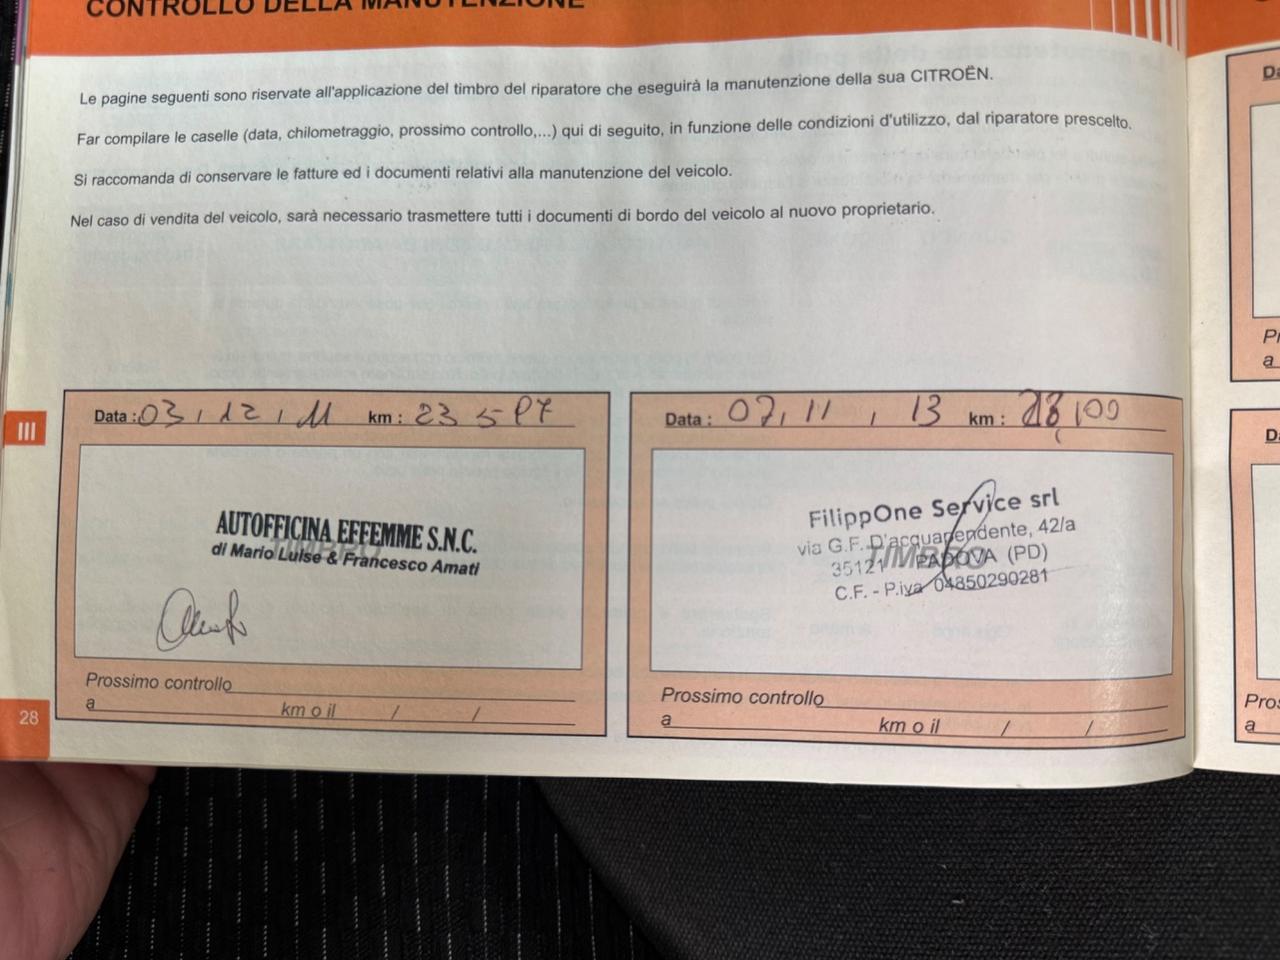 CONTROLLO DELLA MANUTENZIONE
Le pagine seguenti sono riservate all'applicazione del timbro del riparatore che eseguirà la manutenzione della sua CITROËN.
Far compilare le caselle (data, chilometraggio, prossimo controllo,...) qui di seguito, in funzione delle condizioni d'utilizzo, dal riparatore prescelto.
Si raccomanda di conservare le fatture ed i documenti relativi alla manutenzione del veicolo.
Nel caso di vendita del veicolo, sarà necessario trasmettere tutti i documenti di bordo del veicolo al nuovo proprietario.
III
Data : 03 / 12 / 11 km : 23 5
TIMBRO
AUTOFFICINA EFFEMME S.N.C.
di Mario Luise & Francesco Amati
Prossimo controllo
a km o il / /
Data : 07/ 11 / 13 km :
TIMBRO
FilippOne Service srl
via G.F. D'acquapendente, 42/a
35121 PADOVA (PD)
C.F. - P.iva 04850290281
Prossimo controllo
a km o il / /
28
a
a